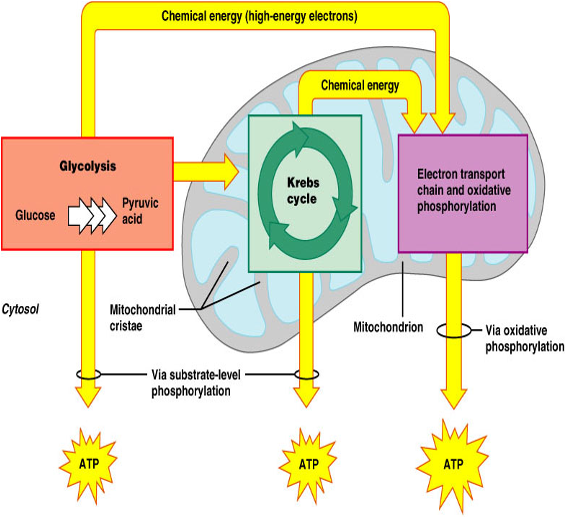 Chemical energy (high-energy electrons)
Chemical energy
Glycolysis
Glucose
Pyruvic
acid
Krebs
cycle
Electron transport
chain and oxidative
phosphorylation
Cytosol
Mitochondrial
cristae
Mitochondrion
Via oxidative
phosphorylation
Via substrate-level
phosphorylation
ATP
ATP
ATP